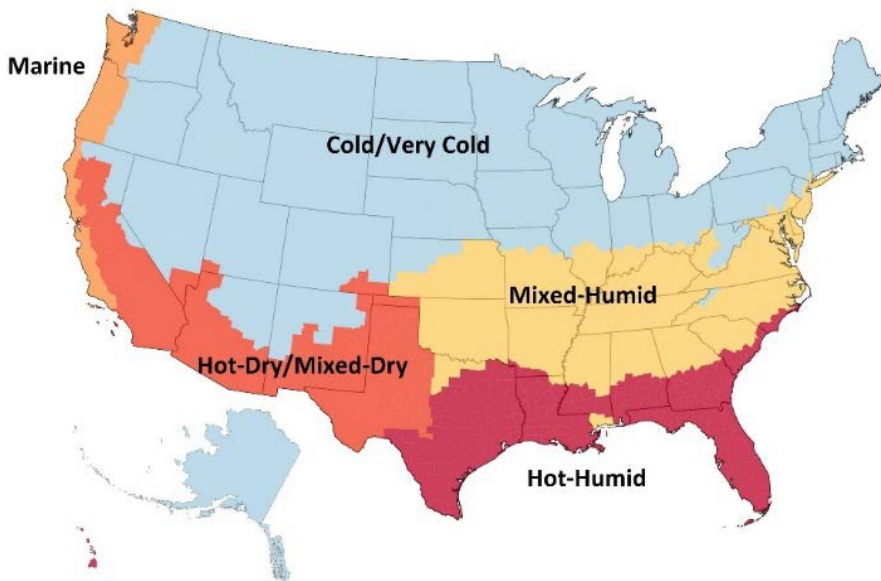 Marine
Cold/Very Cold
Mixed-Humid
Hot-Dry/Mixed-Dry
Hot-Humid